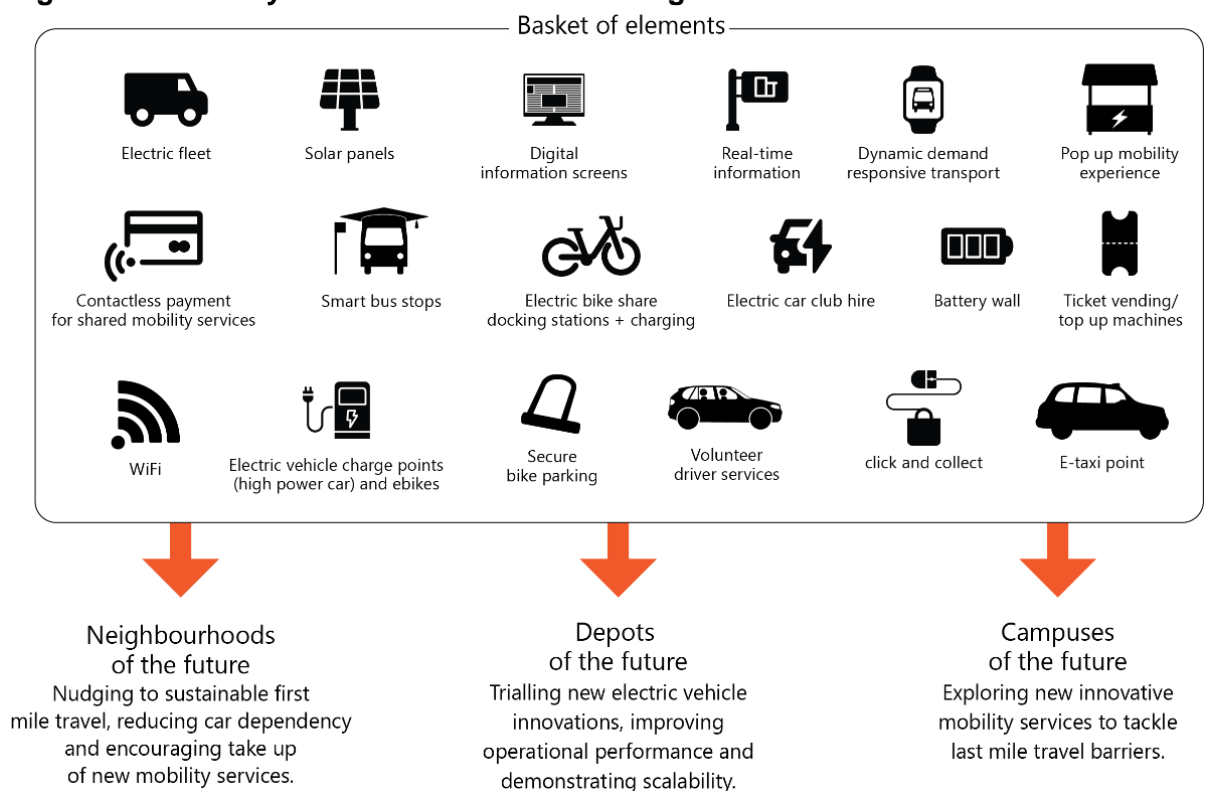 Basket of elements
Electric fleet
Solar panels
Digital
information screens
Real-time
information
Dynamic demand
responsive transport
Pop up mobility
experience
Contactless payment
for shared mobility services
Smart bus stops
Electric bike share
docking stations + charging
Electric car club hire
Battery wall
Ticket vending/
top up machines
WiFi
Electric vehicle charge points
(high power car) and ebikes
Secure
bike parking
Volunteer
driver services
click and collect
E-taxi point
Neighbourhoods
of the future
Nudging to sustainable first
mile travel, reducing car dependency
and encouraging take up
of new mobility services.
Depots
of the future
Trialling new electric vehicle
innovations, improving
operational performance and
demonstrating scalability.
Campuses
of the future
Exploring new innovative
mobility services to tackle
last mile travel barriers.